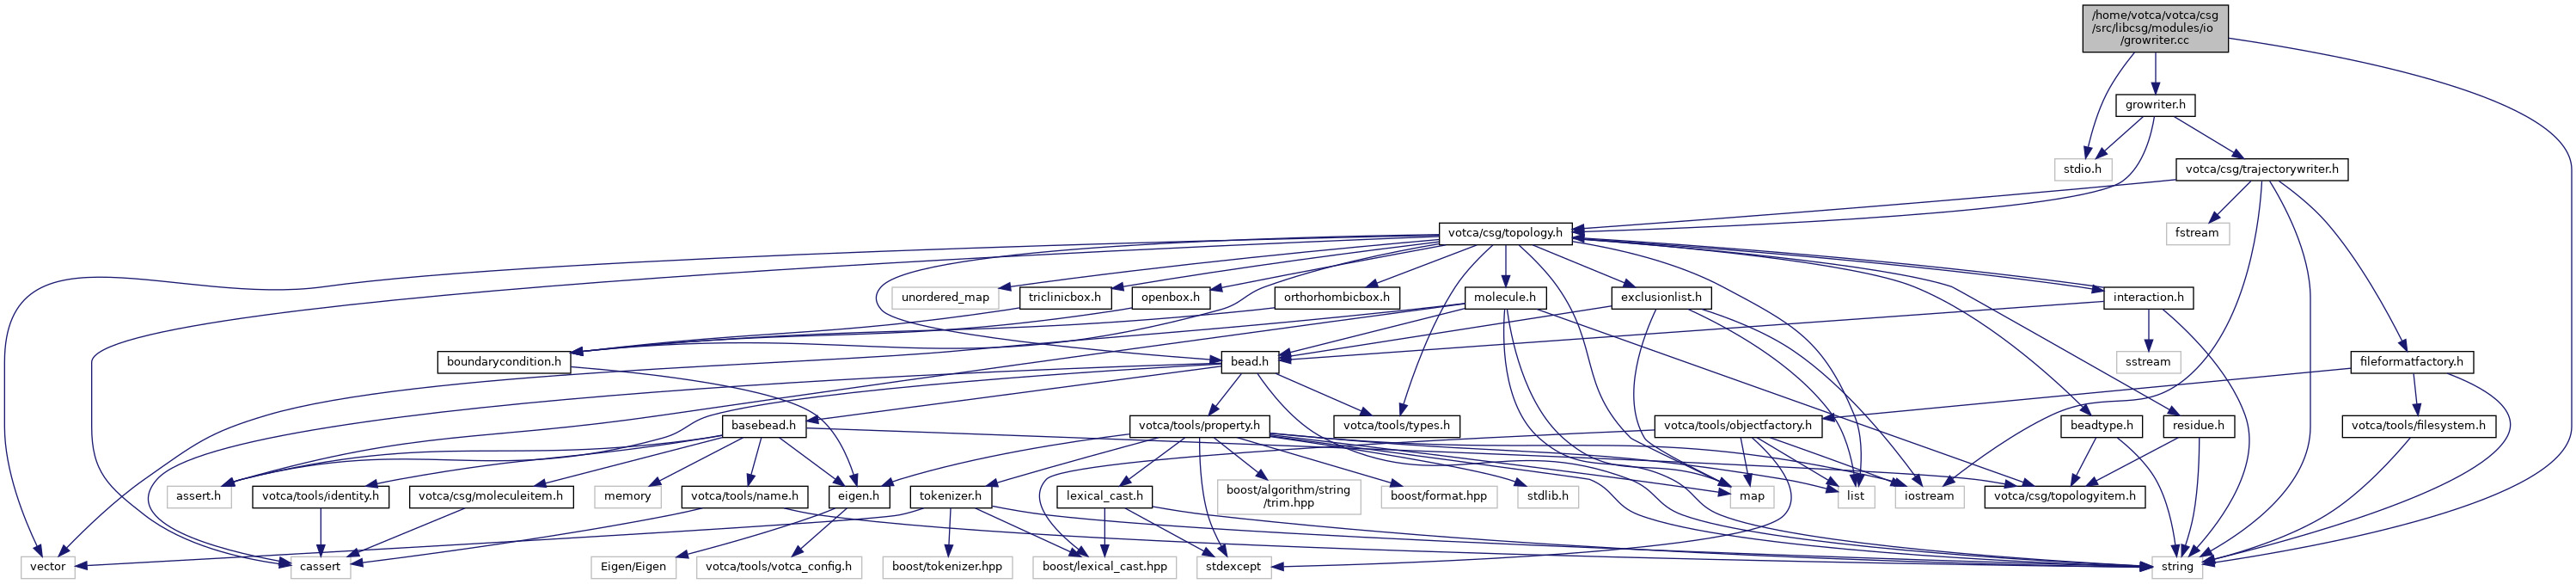 /home/votca/votca/csg
/src/libcsg/modules/io
/growriter.cc
growriter.h
stdio.h
votca/csg/trajectorywriter.h
votca/csg/topology.h
fstream
unordered_map
triclinicbox.h
openbox.h
orthorhombicbox.h
molecule.h
exclusionlist.h
interaction.h
boundarycondition.h
bead.h
sstream
fileformatfactory.h
basebead.h
votca/tools/property.h
votca/tools/types.h
votca/tools/objectfactory.h
beadtype.h
residue.h
votca/tools/filesystem.h
assert.h
votca/tools/identity.h
votca/csg/moleculeitem.h
memory
votca/tools/name.h
eigen.h
tokenizer.h
lexical_cast.h
boost/algorithm/string
/trim.hpp
boost/format.hpp
stdlib.h
map
list
iostream
votca/csg/topologyitem.h
vector
cassert
Eigen/Eigen
votca/tools/votca_config.h
boost/tokenizer.hpp
boost/lexical_cast.hpp
stdexcept
string